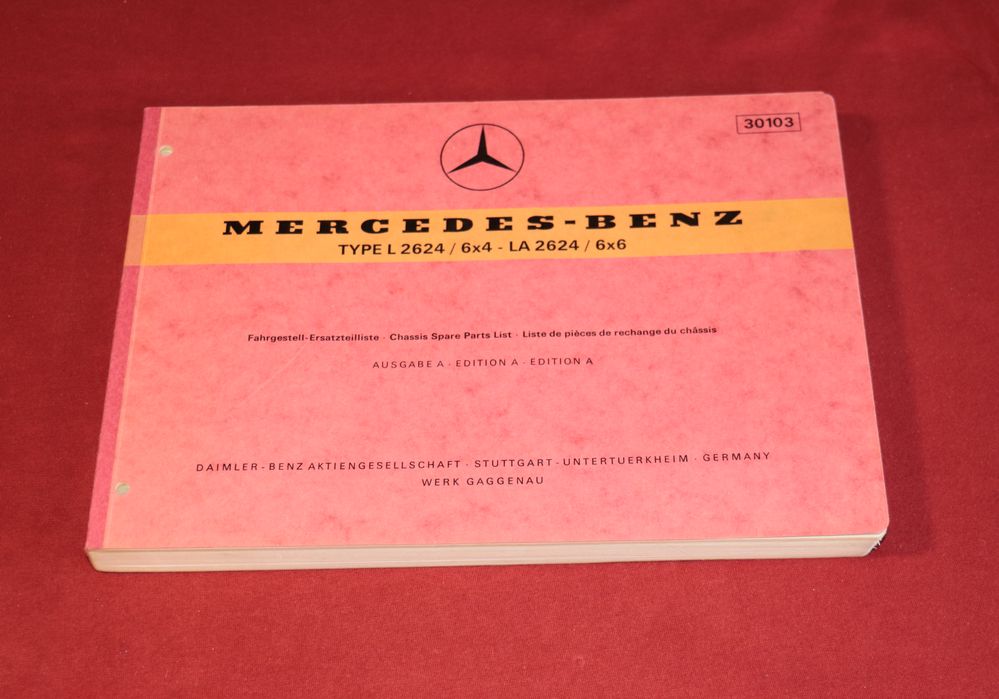 30103
MERCEDES-BENZ
TYPE L 2624 / 6x4 - LA 2624 / 6x6
Fahrgestell-Ersatzteilliste · Chassis Spare Parts List · Liste de pièces de rechange du châssis
AUSGABE A · EDITION A · EDITION A
DAIMLER-BENZ AKTIENGESELLSCHAFT · STUTTGART-UNTERTUERKHEIM · GERMANY
WERK GAGGENAU